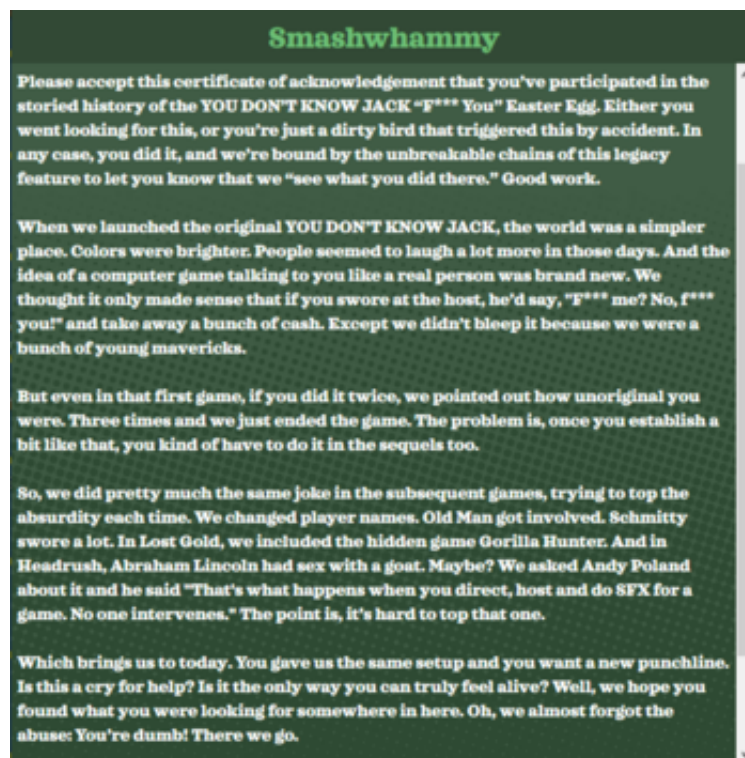 Smashwhammy
Please accept this certificate of acknowledgement that you've participated in the
storied history of the YOU DON'T KNOW JACK “F*** You” Easter Egg. Either you
went looking for this, or you're just a dirty bird that triggered this by accident. In
any case, you did it, and we're bound by the unbreakable chains of this legacy
feature to let you know that we “see what you did there.” Good work.
When we launched the original YOU DON'T KNOW JACK, the world was a simpler
place. Colors were brighter. People seemed to laugh a lot more in those days. And the
idea of a computer game talking to you like a real person was brand new. We
thought it only made sense that if you swore at the host, he'd say, "F*** me? No, f***
you!" and take away a bunch of cash. Except we didn't bleep it because we were a
bunch of young mavericks.
But even in that first game, if you did it twice, we pointed out how unoriginal you
were. Three times and we just ended the game. The problem is, once you establish a
bit like that, you kind of have to do it in the sequels too.
So, we did pretty much the same joke in the subsequent games, trying to top the
absurdity each time. We changed player names. Old Man got involved. Schmitty
swore a lot. In Lost Gold, we included the hidden game Gorilla Hunter. And in
Headrush, Abraham Lincoln had sex with a goat. Maybe? We asked Andy Poland
about it and he said "That's what happens when you direct, host and do SFX for a
game. No one intervenes." The point is, it's hard to top that one.
Which brings us to today. You gave us the same setup and you want a new punchline.
Is this a cry for help? Is it the only way you can truly feel alive? Well, we hope you
found what you were looking for somewhere in here. Oh, we almost forgot the
abuse: You're dumb! There we go.